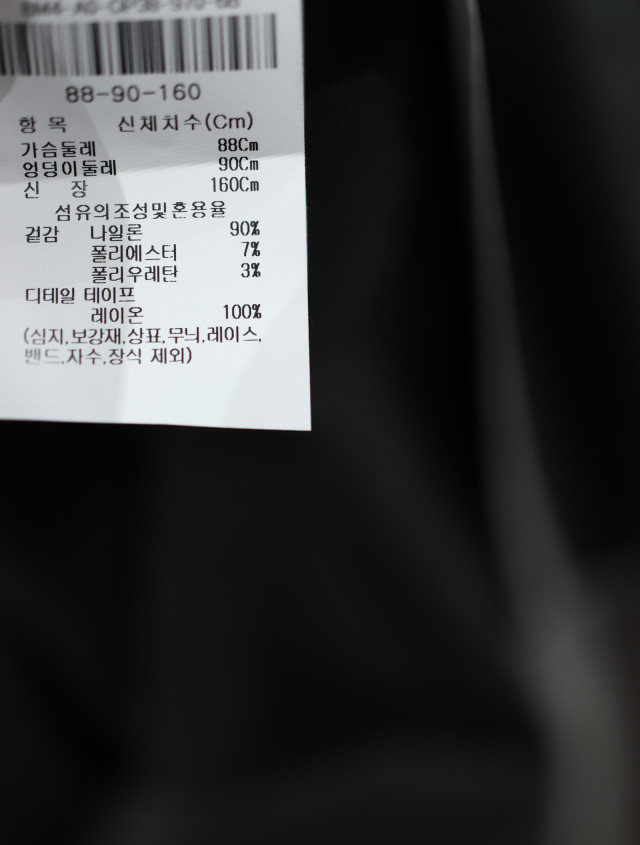 88-90-160
항 목 신체치수(Cm)
가슴둘레 88Cm
엉덩이둘레 90Cm
신 장 160Cm
섬유의조성및혼용율
겉감 나일론 90%
폴리에스터 7%
폴리우레탄 3%
디테일 테이프
레이온 100%
(심지,보강재,상표,무늬,레이스,
밴드,자수,장식 제외)